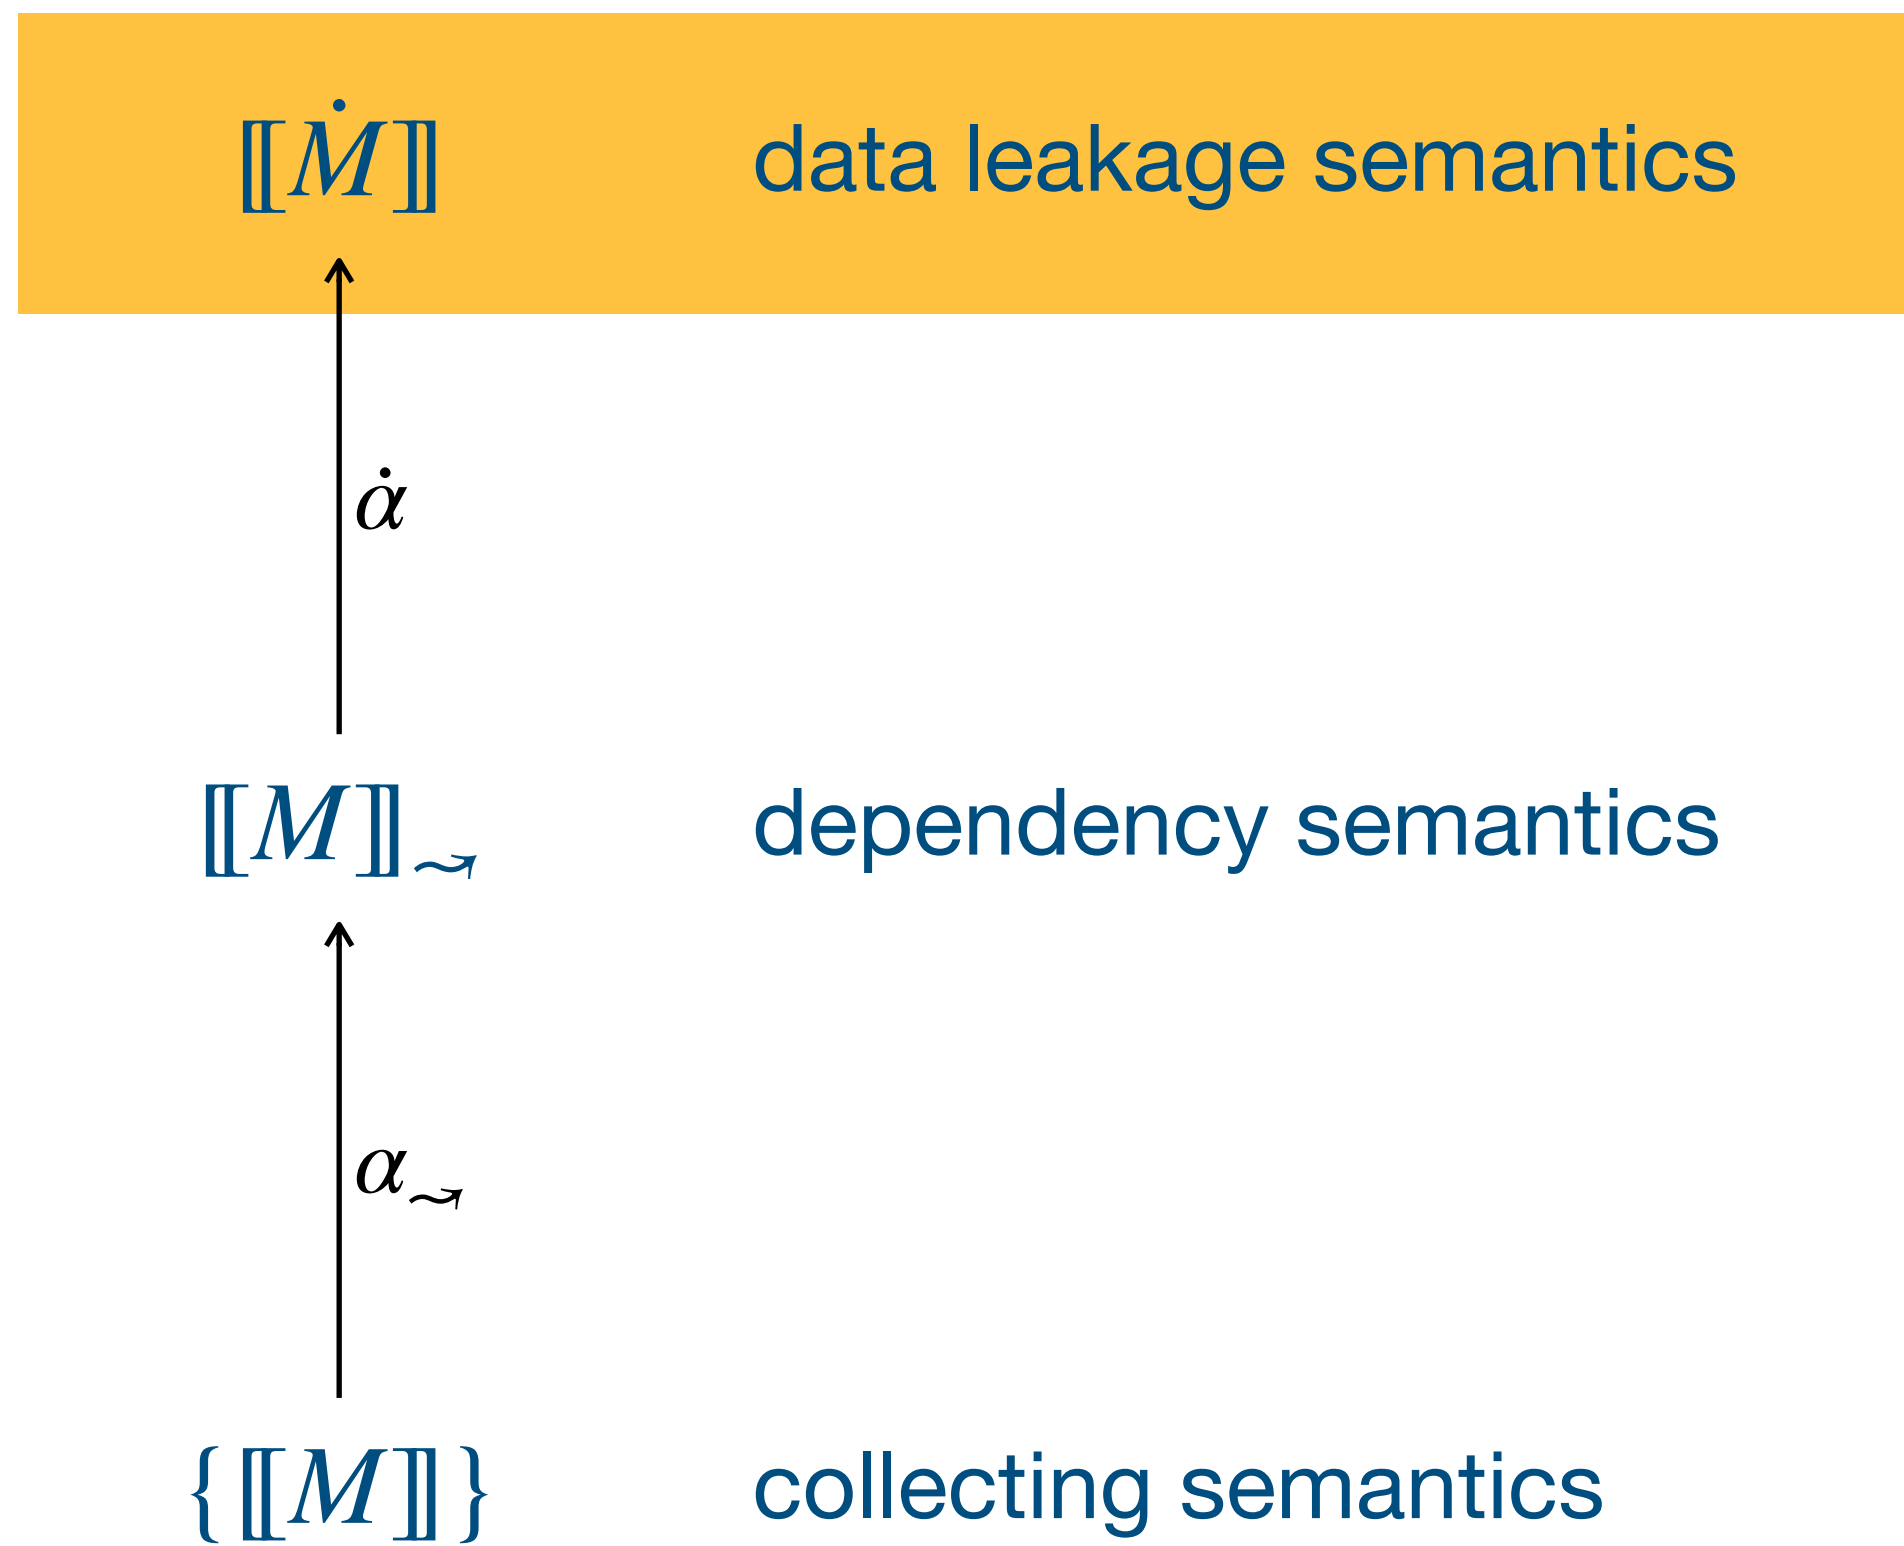 ⟦Ṁ⟧ data leakage semantics
α̇
⟦M⟧⤳ dependency semantics
α⤳
{⟦M⟧} collecting semantics